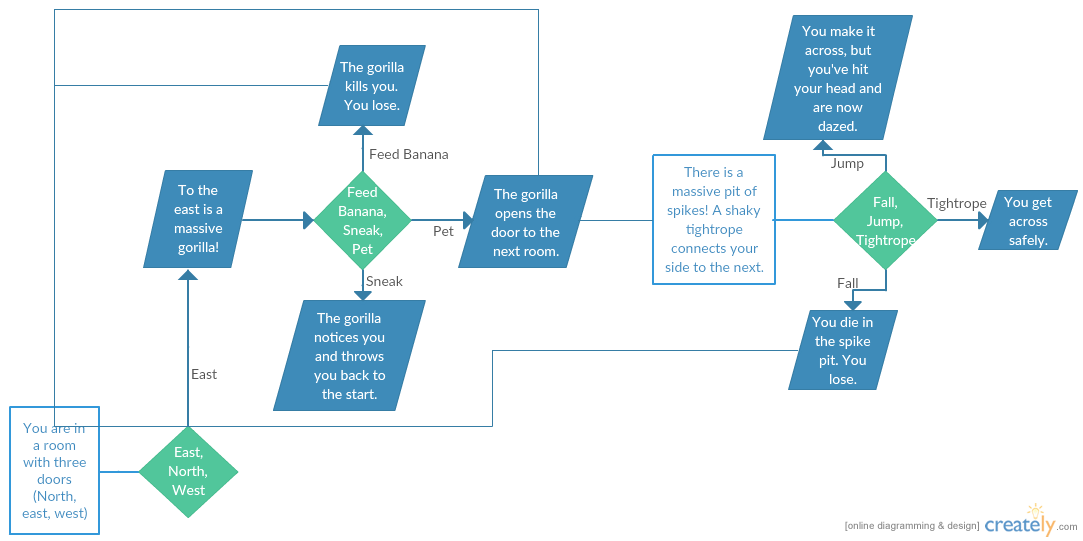 The gorilla
kills you.
You lose.
Feed Banana
To the
east is a
massive
gorilla!
Feed
Banana,
Sneak,
Pet
Pet
The gorilla
opens the
door to the
next room.
Sneak
The gorilla
notices you
and throws
you back to
the start.
East
You are in
a room
with three
doors
(North,
east, west)
East,
North,
West
There is a
massive pit of
spikes! A shaky
tightrope
connects your
side to the next.
You make it
across, but
you've hit
your head and
are now
dazed.
Jump
Fall,
Jump,
Tightrope
Tightrope
You get
across
safely.
Fall
You die in
the spike
pit. You
lose.
[online diagramming & design] creately.com